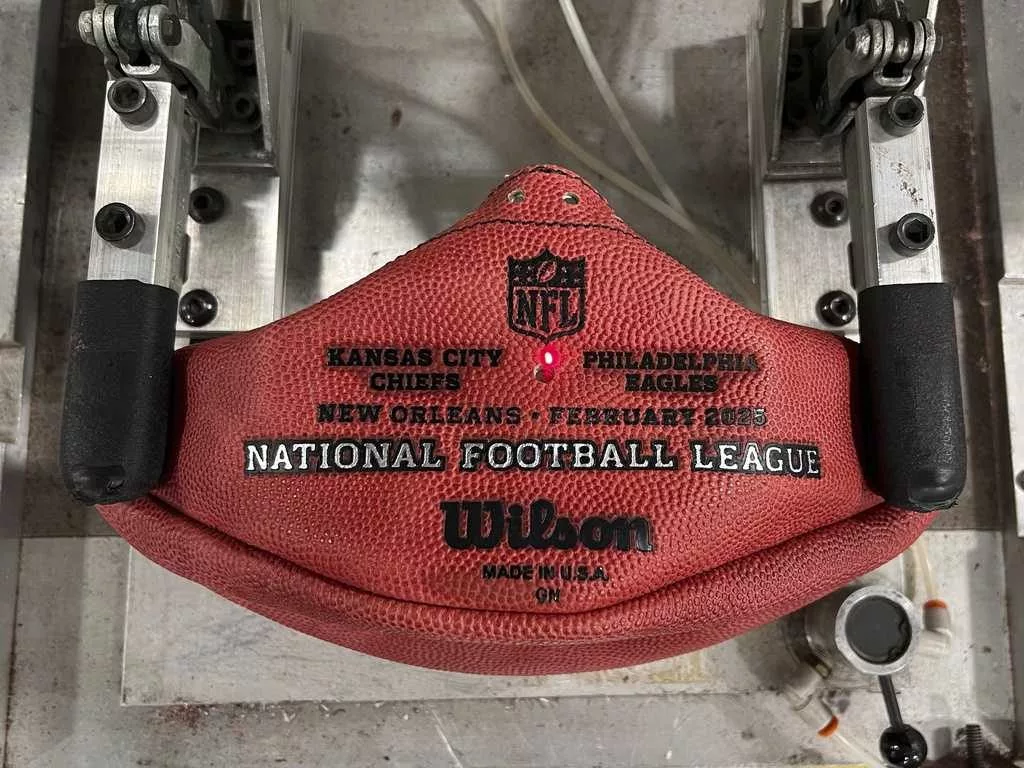 NFL
KANSAS CITY CHIEFS
PHILADELPHIA EAGLES
NEW ORLEANS • FEBRUARY 2025
NATIONAL FOOTBALL LEAGUE
Wilson
MADE IN U.S.A.
GN